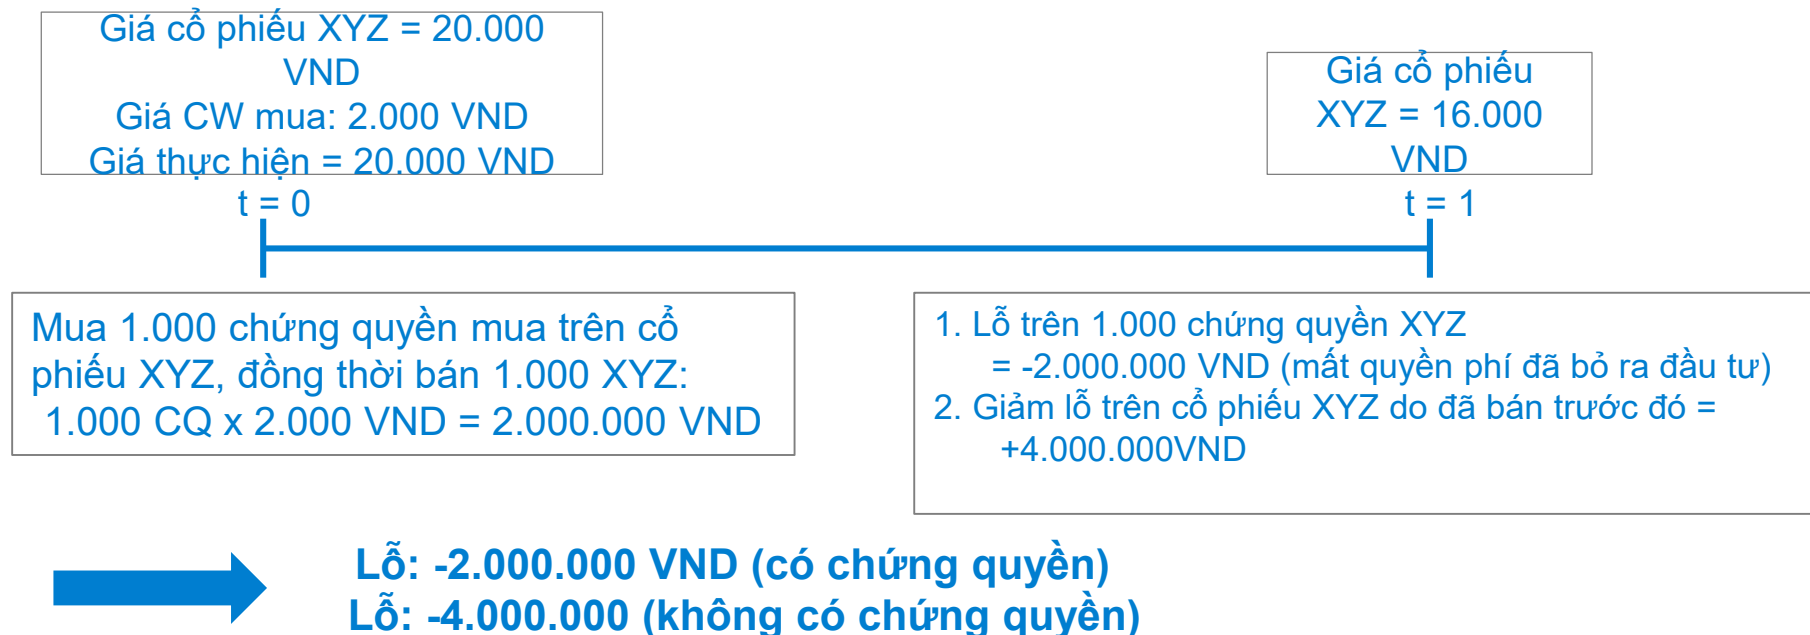 Giá cổ phiếu XYZ = 20.000
VND
Giá CW mua: 2.000 VND
Giá thực hiện = 20.000 VND
t = 0
Giá cổ phiếu
XYZ = 16.000
VND
t = 1
Mua 1.000 chứng quyền mua trên cổ
phiếu XYZ, đồng thời bán 1.000 XYZ:
1.000 CQ x 2.000 VND = 2.000.000 VND
1. Lỗ trên 1.000 chứng quyền XYZ
= -2.000.000 VND (mất quyền phí đã bỏ ra đầu tư)
2. Giảm lỗ trên cổ phiếu XYZ do đã bán trước đó =
+4.000.000VND
Lỗ: -2.000.000 VND (có chứng quyền)
Lỗ: -4.000.000 (không có chứng quyền)